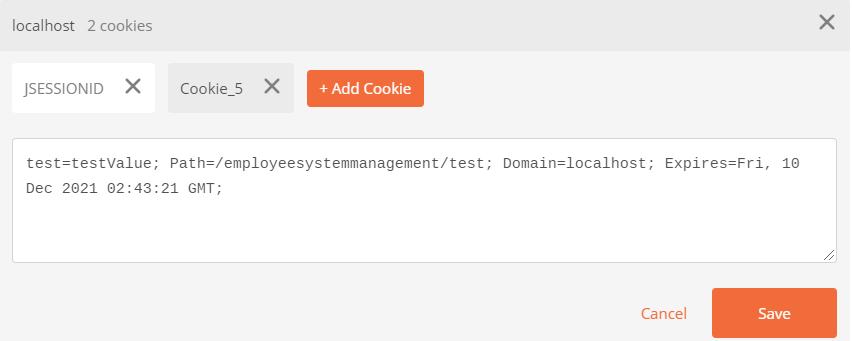 localhost 2 cookies
JSESSIONID Cookie_5 + Add Cookie
test=testValue; Path=/employeesystemmanagement/test; Domain=localhost; Expires=Fri, 10
Dec 2021 02:43:21 GMT;
Cancel Save